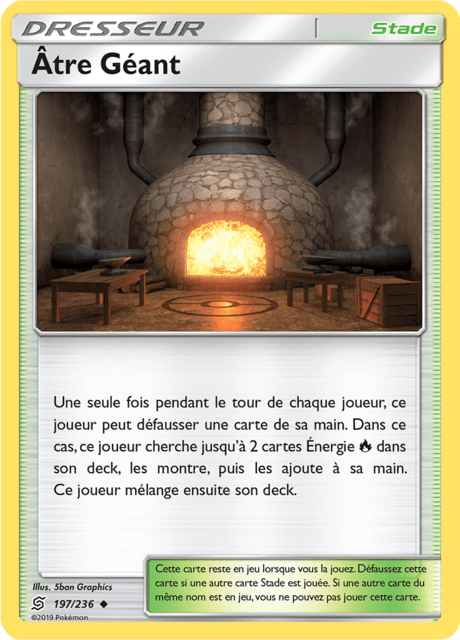 DRESSEUR
Stade
Âtre Géant
Une seule fois pendant le tour de chaque joueur, ce
joueur peut défausser une carte de sa main. Dans ce
cas, ce joueur cherche jusqu'à 2 cartes Énergie dans
son deck, les montre, puis les ajoute à sa main.
Ce joueur mélange ensuite son deck.
Cette carte reste en jeu lorsque vous la jouez. Défaussez cette
carte si une autre carte Stade est jouée. Si une autre carte du
même nom est en jeu, vous ne pouvez pas jouer cette carte.
Illus. 5ban Graphics
197/236
©2019 Pokémon